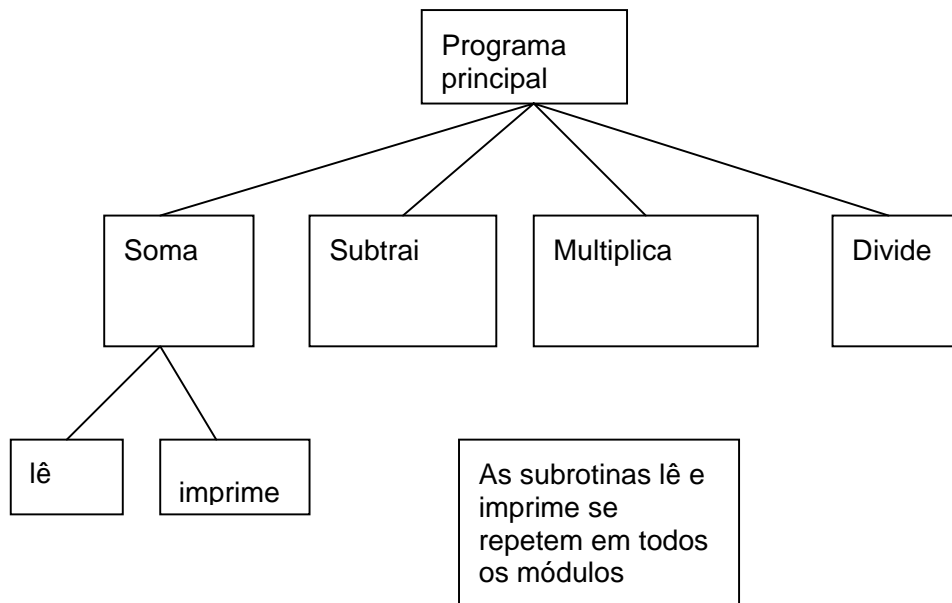 Programa
principal
Soma
Subtrai
Multiplica
Divide
lê
imprime
As subrotinas lê e
imprime se
repetem em todos
os módulos